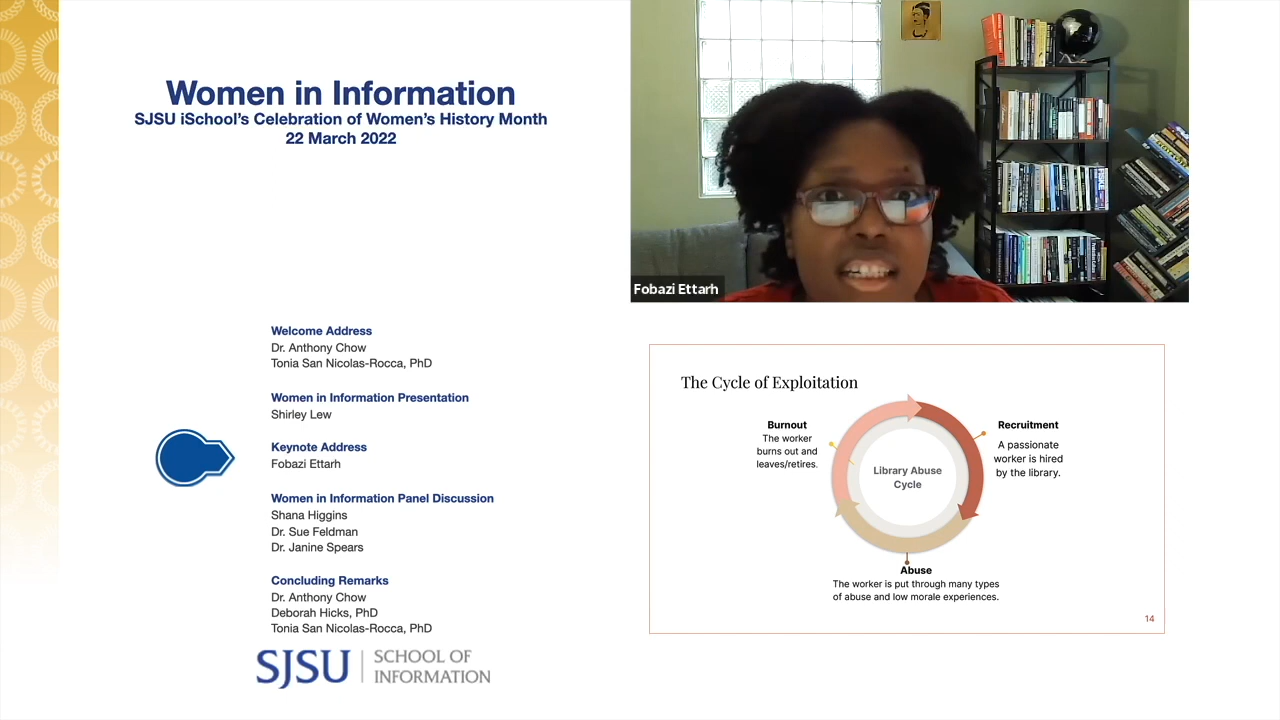 Women in Information
SJSU iSchool's Celebration of Women's History Month
22 March 2022
Fobazi Ettarh
Welcome Address
Dr. Anthony Chow
Tonia San Nicolas-Rocca, PhD
Women in Information Presentation
Shirley Lew
Keynote Address
Fobazi Ettarh
Women in Information Panel Discussion
Shana Higgins
Dr. Sue Feldman
Dr. Janine Spears
Concluding Remarks
Dr. Anthony Chow
Deborah Hicks, PhD
Tonia San Nicolas-Rocca, PhD
SJSU
SCHOOL OF
INFORMATION
The Cycle of Exploitation
Burnout
The worker
burns out and
leaves/retires.
Library Abuse
Cycle
Recruitment
A passionate
worker is hired
by the library.
Abuse
The worker is put through many types
of abuse and low morale experiences.
14